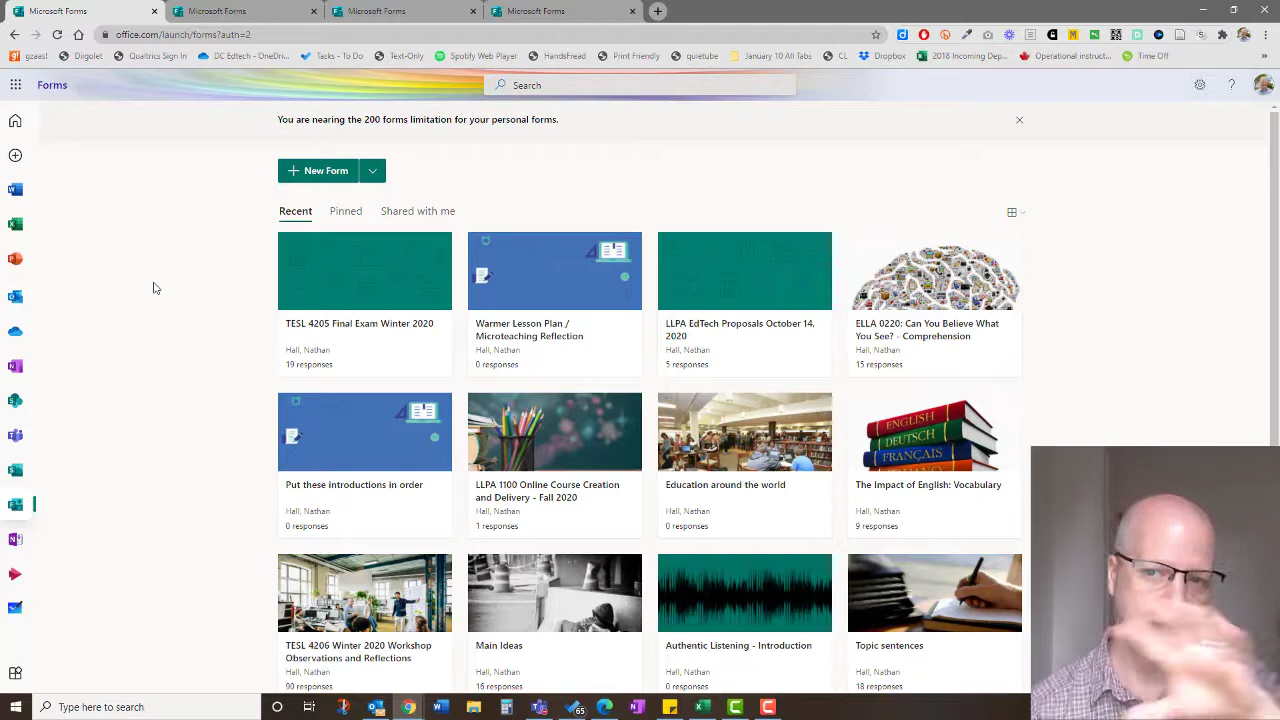 Microsoft Forms
Microsoft Forms
Microsoft Forms
Microsoft Forms
office.com/launch/forms?auth=2
gzaast
Dirgolet
Qualtrics Sign In
DC Edtech - OneDriv...
Tasks - To Do
Text-Only
Spotify Web Player
HandsFread
Print Friendly
quietube
January 10 All Tabs
CL
Dropbox
2018 Incoming Dep...
Operational instruct...
Time Off
Forms
Search
You are nearing the 200 forms limitation for your personal forms.
New Form
Recent
Pinned
Shared with me
TESL 4205 Final Exam Winter 2020
Hall, Nathan
19 responses
Warmer Lesson Plan /
Microteaching Reflection
Hall, Nathan
0 responses
LLPA EdTech Proposals October 14,
2020
Hall, Nathan
5 responses
ELLA 0220: Can You Believe What
You See? - Comprehension
Hall, Nathan
15 responses
Put these introductions in order
Hall, Nathan
0 responses
LLPA 1100 Online Course Creation
and Delivery - Fall 2020
Hall, Nathan
1 responses
Education around the world
Hall, Nathan
0 responses
ENGLISH
DEUTSCH
FRANÇAIS
The Impact of English: Vocabulary
Hall, Nathan
9 responses
TESL 4206 Winter 2020 Workshop
Observations and Reflections
Hall, Nathan
90 responses
Main Ideas
Hall, Nathan
16 responses
Authentic Listening - Introduction
Hall, Nathan
0 responses
Topic sentences
Hall, Nathan
18 responses
Type here to search
65